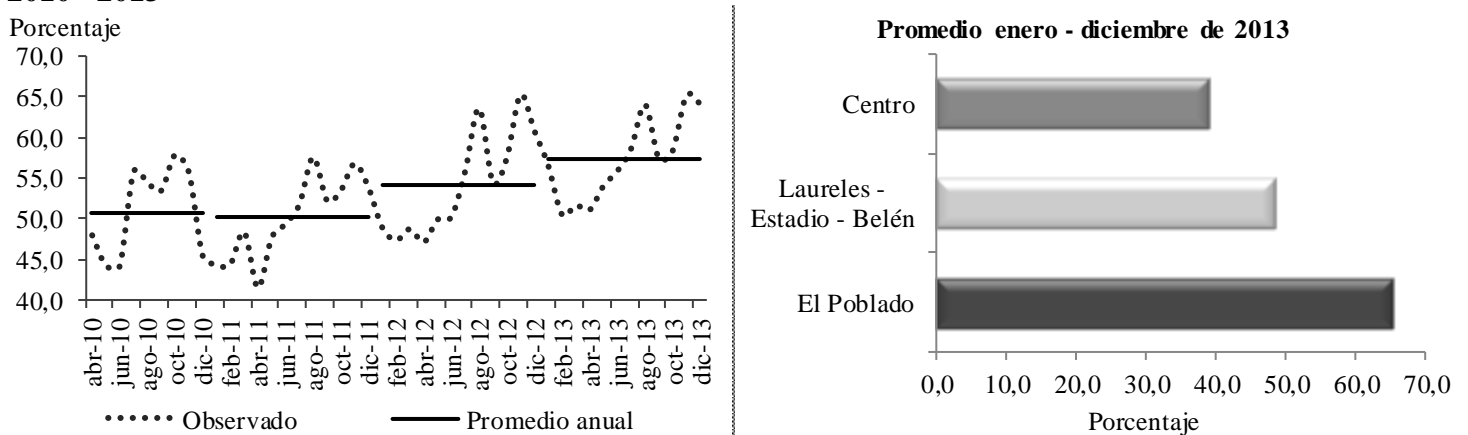 Porcentaje
70,0
65,0
60,0
55,0
50,0
45,0
40,0
abr-10
jun-10
ago-10
oct-10
dic-10
feb-11
abr-11
jun-11
ago-11
oct-11
dic-11
feb-12
abr-12
jun-12
ago-12
oct-12
dic-12
feb-13
abr-13
jun-13
ago-13
oct-13
dic-13
Observado Promedio anual
Promedio enero - diciembre de 2013
Centro
Laureles -
Estadio - Belén
El Poblado
0,0 10,0 20,0 30,0 40,0 50,0 60,0 70,0
Porcentaje